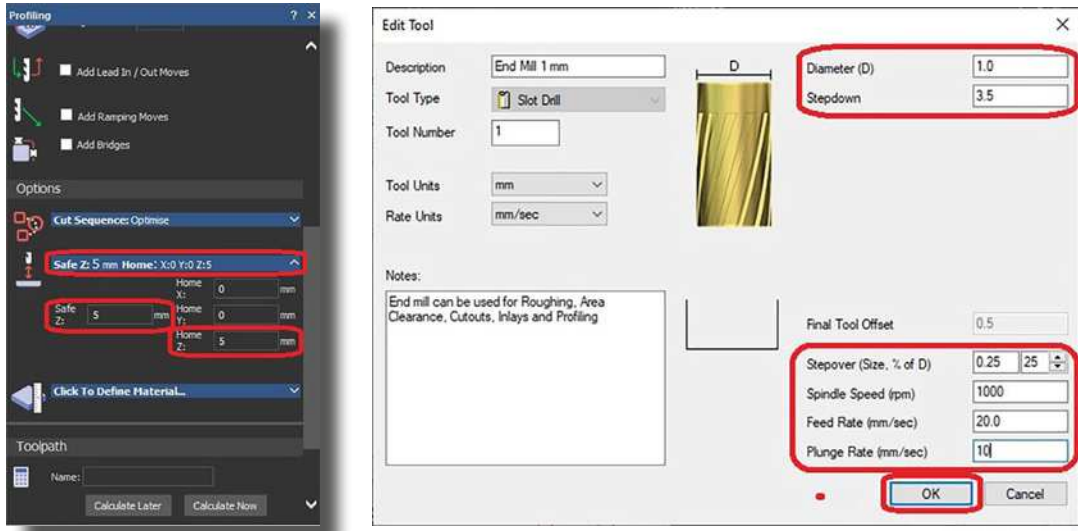 Profiling
? ×
Add Lead In / Out Moves
Add Ramping Moves
Add Bridges
Options
Cut Sequence: Optimise
Safe Z: 5 mm Home: X:0 Y:0 Z:5
Home X: 0 mm
Safe Z: 5 mm
Home Y: 0 mm
Home Z: 5 mm
Click To Define Material...
Toolpath
Name:
Calculate Later Calculate Now
Edit Tool
Description End Mill 1 mm
Tool Type Slot Drill
Tool Number 1
Tool Units mm
Rate Units mm/sec
D
Diameter (D) 1.0
Stepdown 3.5
Notes:
End mill can be used for Roughing, Area
Clearance, Cutouts, Inlays and Profiling
Final Tool Offset 0.5
Stepover (Size, % of D) 0.25 25
Spindle Speed (rpm) 1000
Feed Rate (mm/sec) 20.0
Plunge Rate (mm/sec) 10
OK Cancel